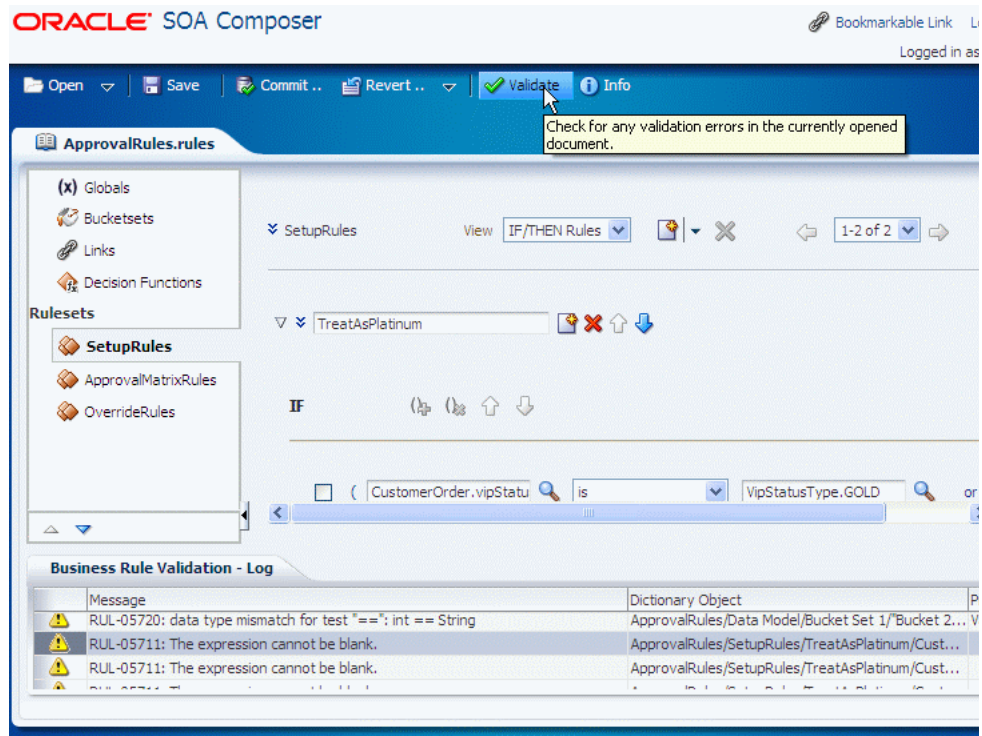 ORACLE SOA Composer
Bookmarkable Link
Logged in as
Open Save Commit .. Revert .. Validate Info
Check for any validation errors in the currently opened
document.
ApprovalRules.rules
(x) Globals
Bucketsets
Links
Decision Functions
Rulesets
SetupRules
ApprovalMatrixRules
OverrideRules
SetupRules View IF/THEN Rules 1-2 of 2
TreatAsPlatinum
IF
( CustomerOrder.vipStatu is VipStatusType.GOLD or
Business Rule Validation - Log
Message Dictionary Object
RUL-05720: data type mismatch for test "==": int == String ApprovalRules/Data Model/Bucket Set 1/"Bucket 2...
RUL-05711: The expression cannot be blank. ApprovalRules/SetupRules/TreatAsPlatinum/Cust...
RUL-05711: The expression cannot be blank. ApprovalRules/SetupRules/TreatAsPlatinum/Cust...